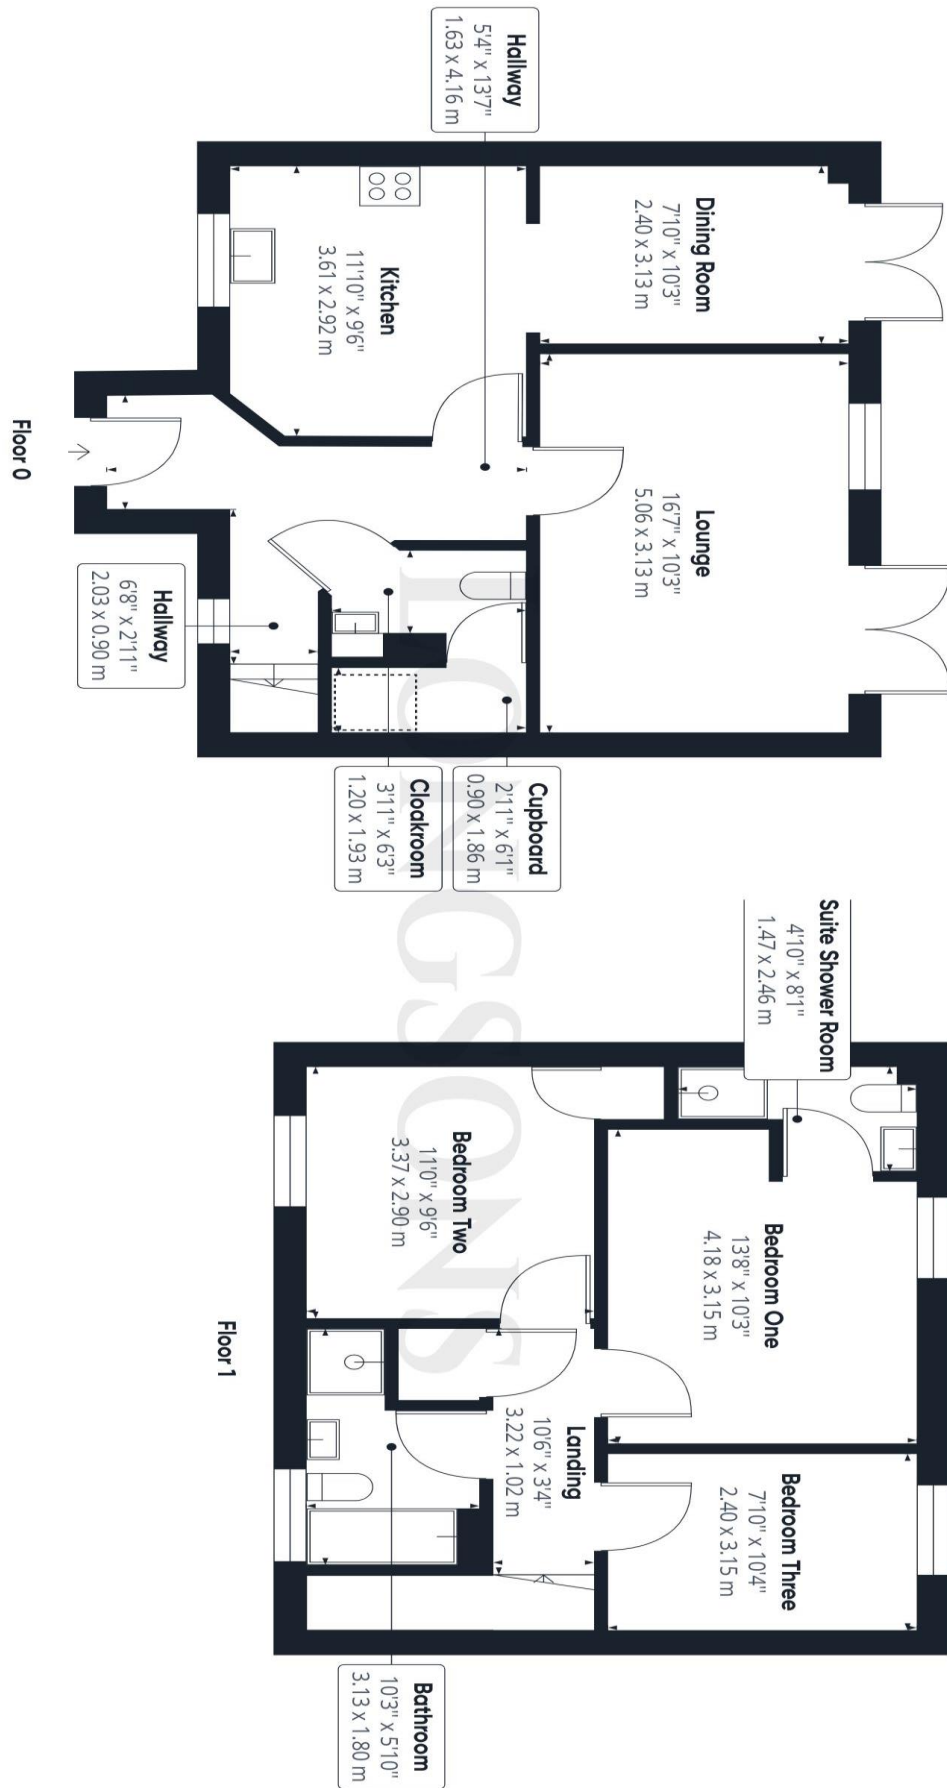 Hallway
5'4" x 13'7"
1.63 x 4.16 m
Dining Room
7'10" x 10'3"
2.40 x 3.13 m
Kitchen
11'10" x 9'6"
3.61 x 2.92 m
Lounge
16'7" x 10'3"
5.06 x 3.13 m
Hallway
6'8" x 2'11"
2.03 x 0.90 m
Cupboard
2'11" x 6'1"
0.90 x 1.86 m
Cloakroom
3'11" x 6'3"
1.20 x 1.93 m
Floor 0
Suite Shower Room
4'10" x 8'1"
1.47 x 2.46 m
Bedroom One
13'8" x 10'3"
4.18 x 3.15 m
Bedroom Two
11'0" x 9'6"
3.37 x 2.90 m
Landing
10'6" x 3'4"
3.22 x 1.02 m
Bedroom Three
7'10" x 10'4"
2.40 x 3.15 m
Bathroom
10'3" x 5'10"
3.13 x 1.80 m
Floor 1
LONGSONS